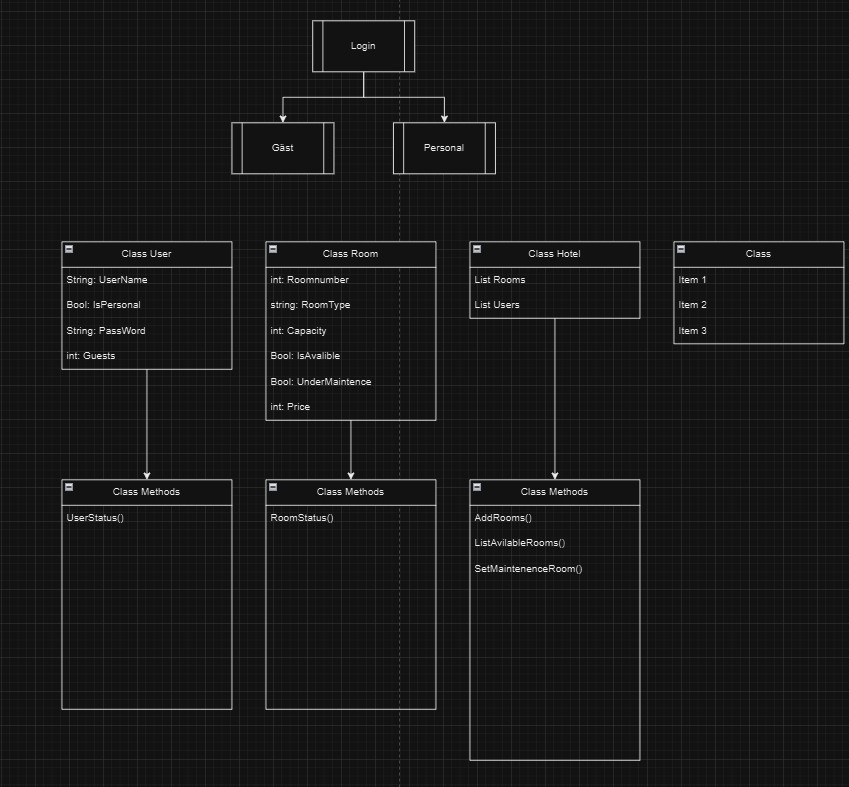 Login
Gäst
Personal
Class User
String: UserName
Bool: IsPersonal
String: PassWord
int: Guests
Class Room
int: Roomnumber
string: RoomType
int: Capacity
Bool: IsAvalible
Bool: UnderMaintence
int: Price
Class Hotel
List Rooms
List Users
Class
Item 1
Item 2
Item 3
Class Methods
UserStatus()
Class Methods
RoomStatus()
Class Methods
AddRooms()
ListAvilableRooms()
SetMaintenenceRoom()